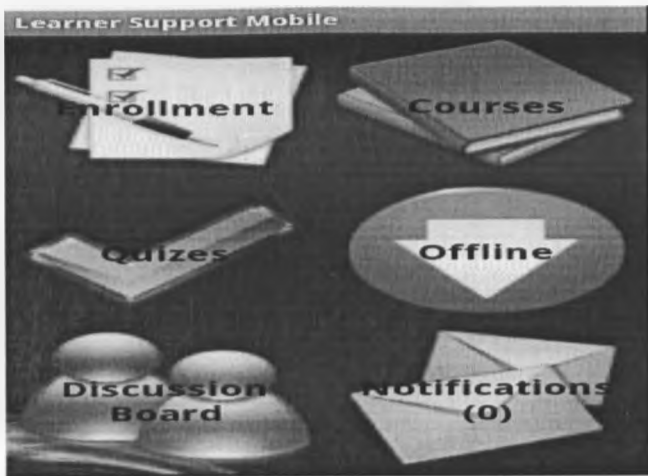 Learner Support Mobile
Enrollment
Courses
Quizes
Offline
Discussion
Board
Notifications
(0)